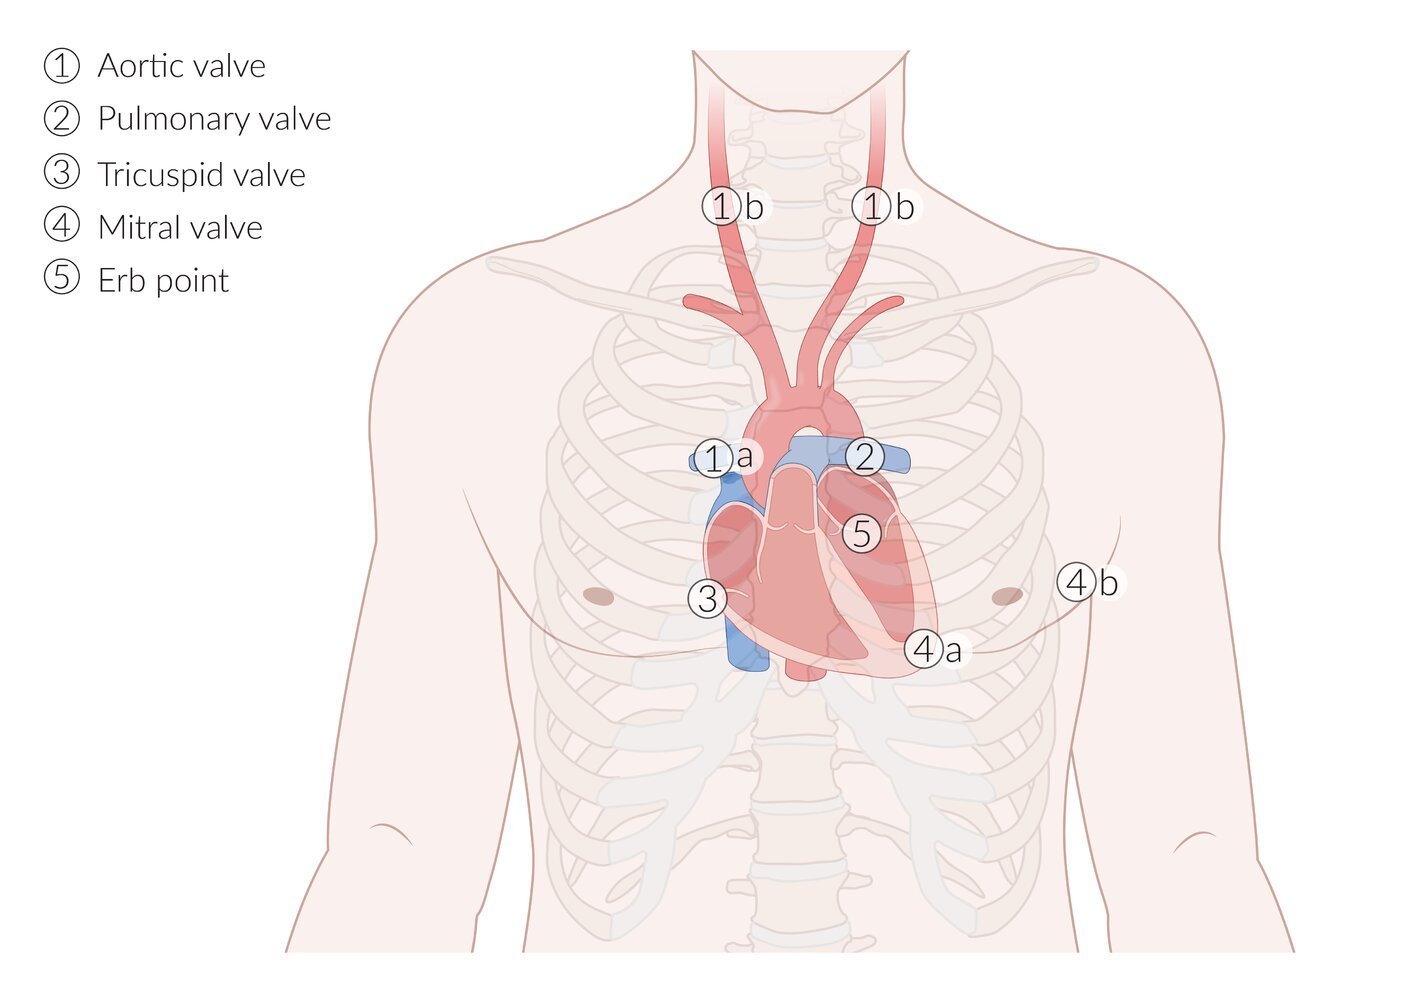 ① Aortic valve
② Pulmonary valve
③ Tricuspid valve
④ Mitral valve
⑤ Erb point
①b ①b
①a ②
⑤
④b
③
④a